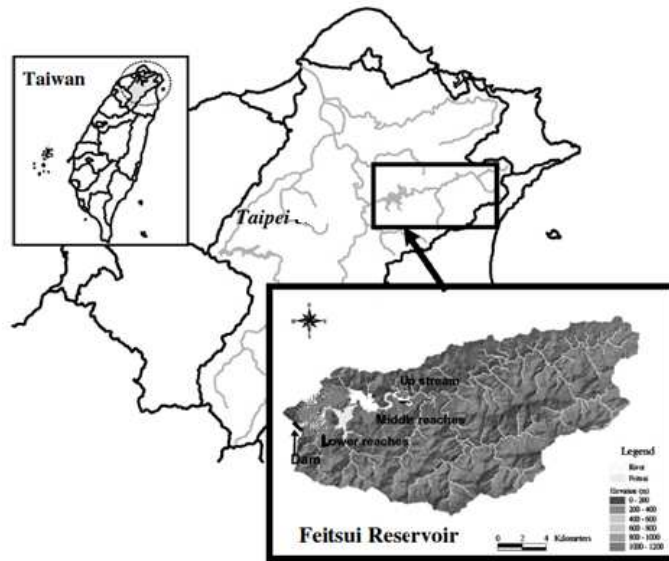 Taiwan
Taipei
Up stream
Middle reaches
Lower reaches
Dam
Legend
River
Feitsui
Elevation (m)
0 - 200
200 - 400
400 - 600
600 - 800
800 - 1000
1000 - 1200
Feitsui Reservoir
0 2 4 Kilometers